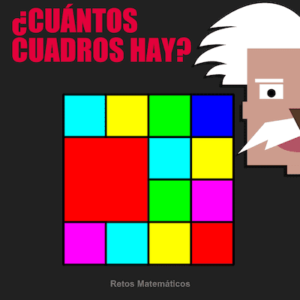 ¿CUÁNTOS
CUADROS HAY?
Retos Matemáticos